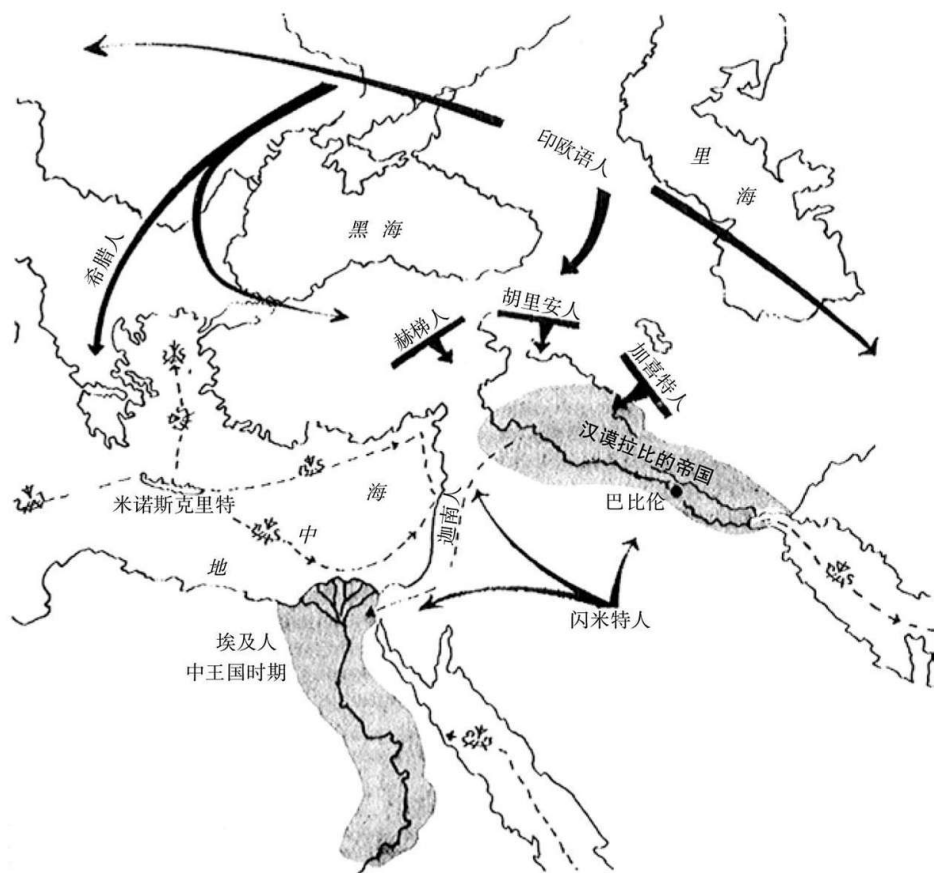 印欧语人
里
海
黑海
希腊人
胡里安人
赫梯人
加喜特人
汉谟拉比的帝国
巴比伦
米诺斯克里特
海
中
地
迦南人
闪米特人
埃及人
中王国时期